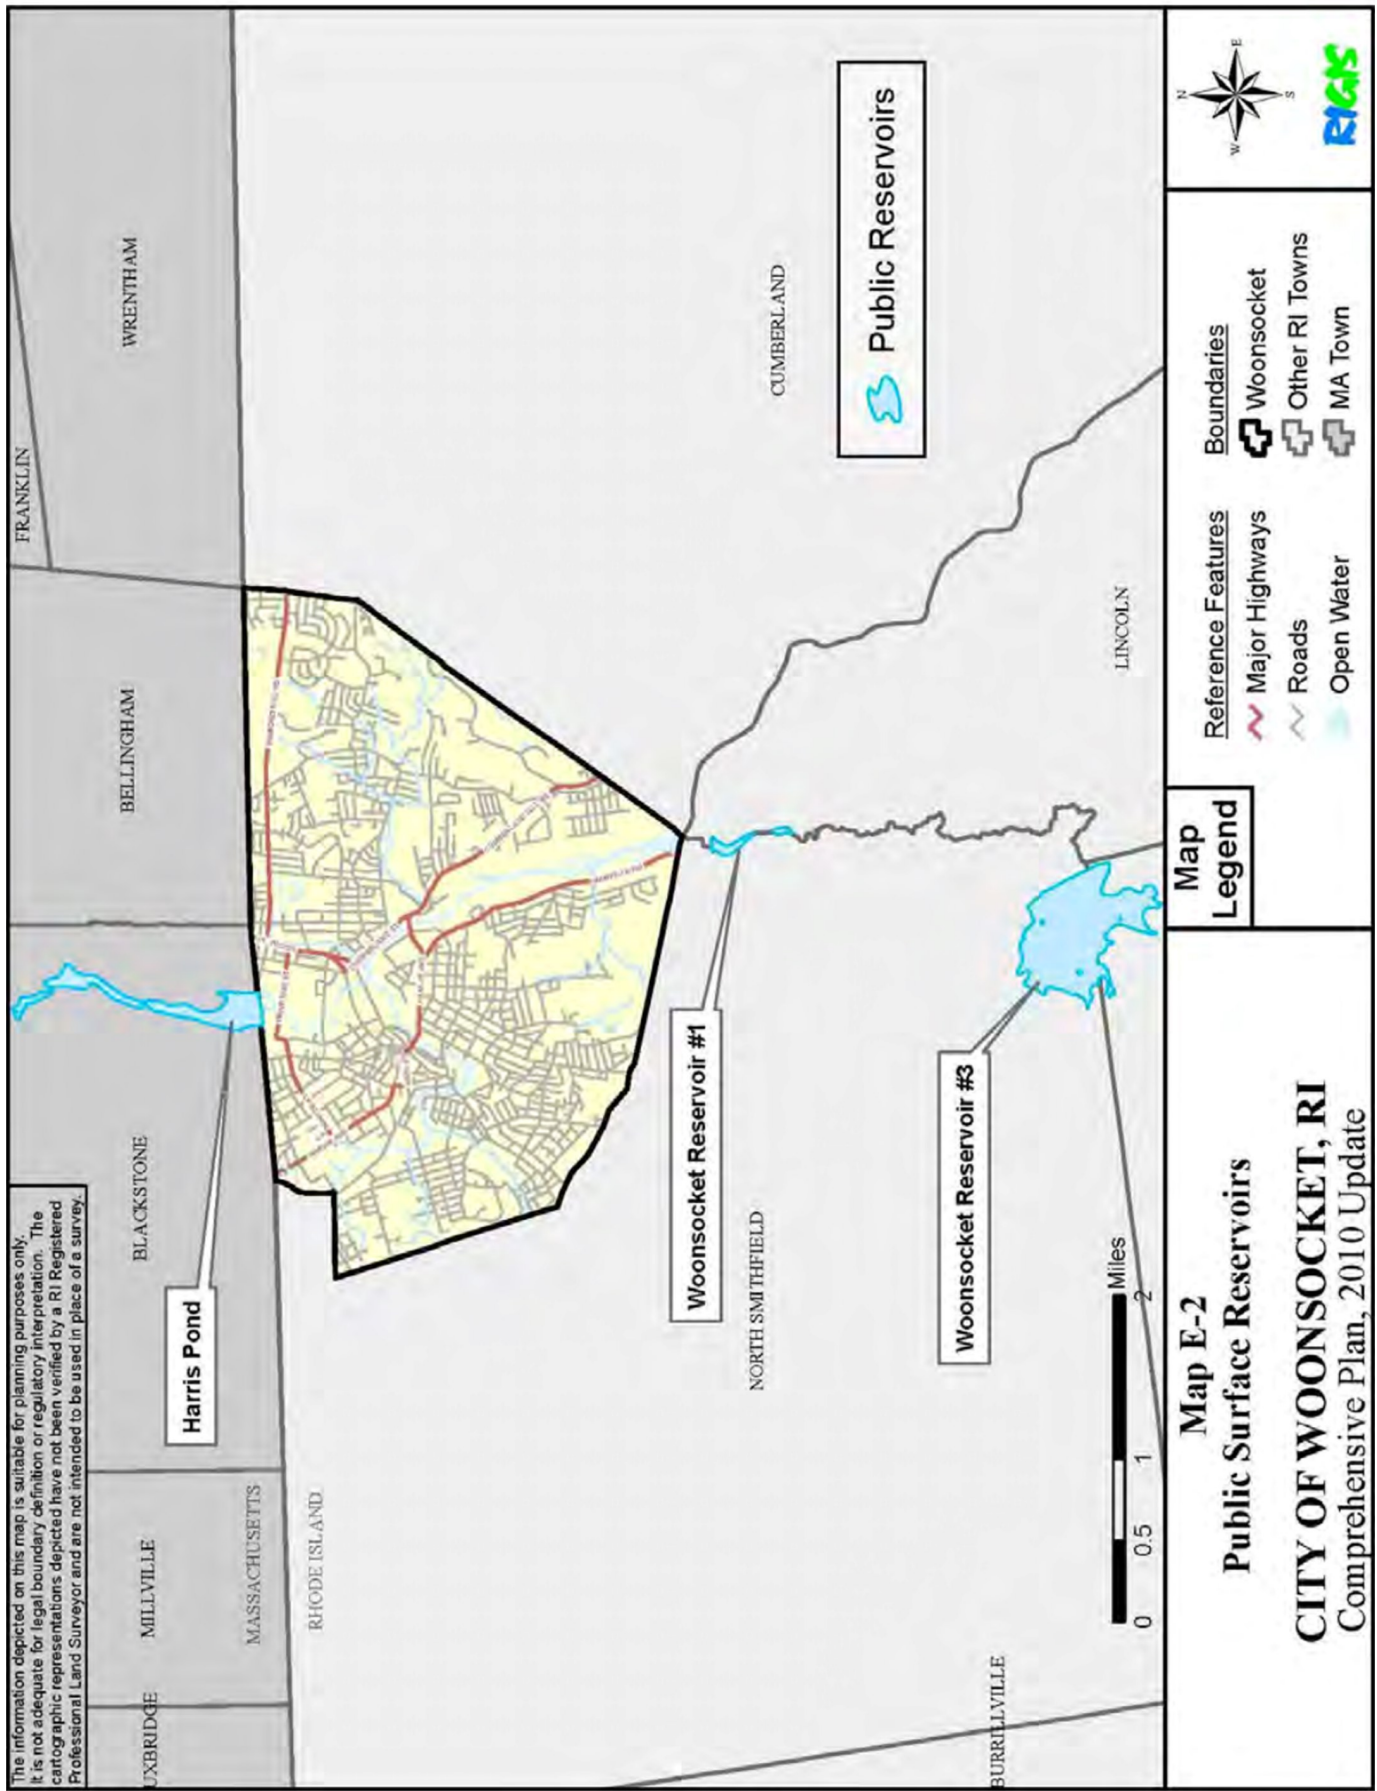 The information depicted on this map is suitable for planning purposes only.
It is not adequate for legal boundary definition or regulatory interpretation. The
cartographic representations depicted have not been verified by a RI Registered
Professional Land Surveyor and are not intended to be used in place of a survey.
FRANKLIN
UXBRIDGE
MILLVILLE
BLACKSTONE
BELLINGHAM
WRENTHAM
Harris Pond
MASSACHUSETTS
RHODE ISLAND
Woonsocket Reservoir #1
NORTH SMITHFIELD
CUMBERLAND
Public Reservoirs
Woonsocket Reservoir #3
BURRILLVILLE
LINCOLN
Miles
0 0.5 1 2
Map E-2
Public Surface Reservoirs
CITY OF WOONSOCKET, RI
Comprehensive Plan, 2010 Update
Map
Legend
Reference Features
Major Highways
Roads
Open Water
Boundaries
Woonsocket
Other RI Towns
MA Town
N
W E
S
RIGIS